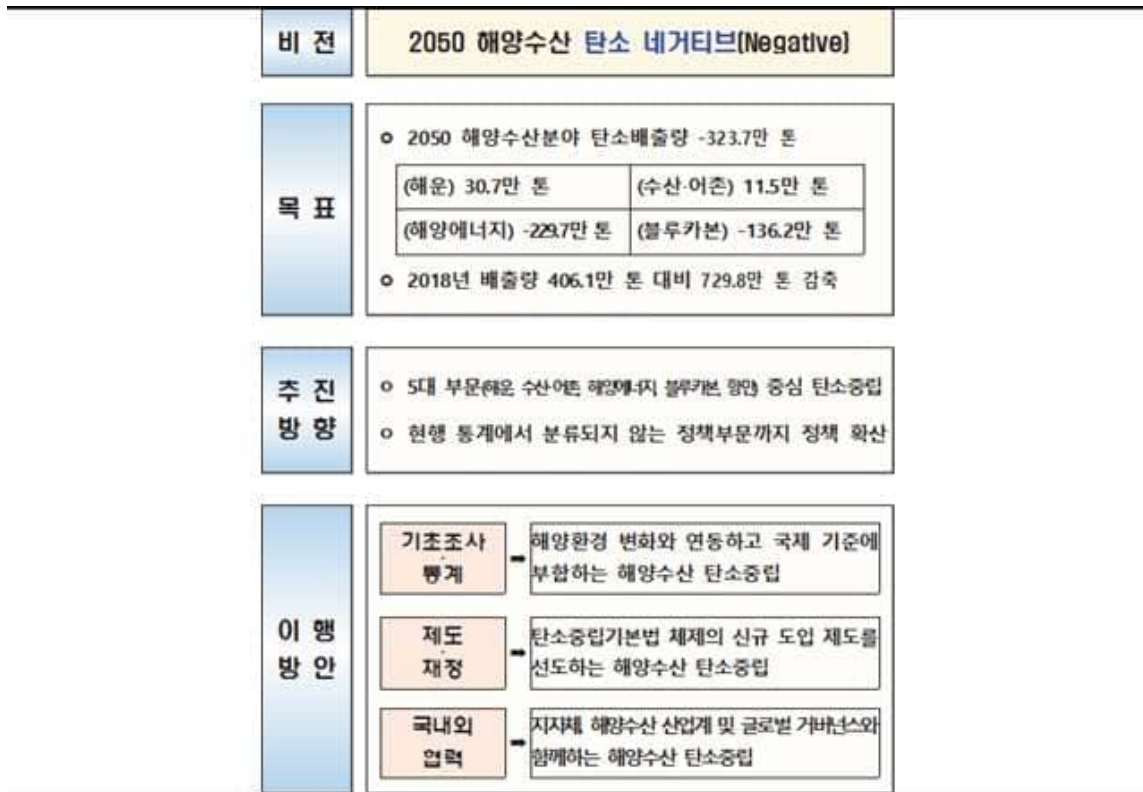 비 전
2050 해양수산 탄소 네거티브(Negative)
목 표
○ 2050 해양수산분야 탄소배출량 -323.7만 톤
(해운) 30.7만 톤
(수산·어촌) 11.5만 톤
(해양에너지) -229.7만 톤
(블루카본) -136.2만 톤
○ 2018년 배출량 406.1만 톤 대비 729.8만 톤 감축
추 진
방 향
○ 5대 부문(해운, 수산·어촌, 해양에너지, 블루카본, 항만) 중심 탄소중립
○ 현행 통계에서 분류되지 않는 정책부문까지 정책 확산
이 행
방 안
기초조사
·
통계
➡
해양환경 변화와 연동하고 국제 기준에
부합하는 해양수산 탄소중립
제도
·
재정
➡
탄소중립기본법 체제의 신규 도입 제도를
선도하는 해양수산 탄소중립
국내외
협력
➡
지자체, 해양수산 산업계 및 글로벌 거버넌스와
함께하는 해양수산 탄소중립